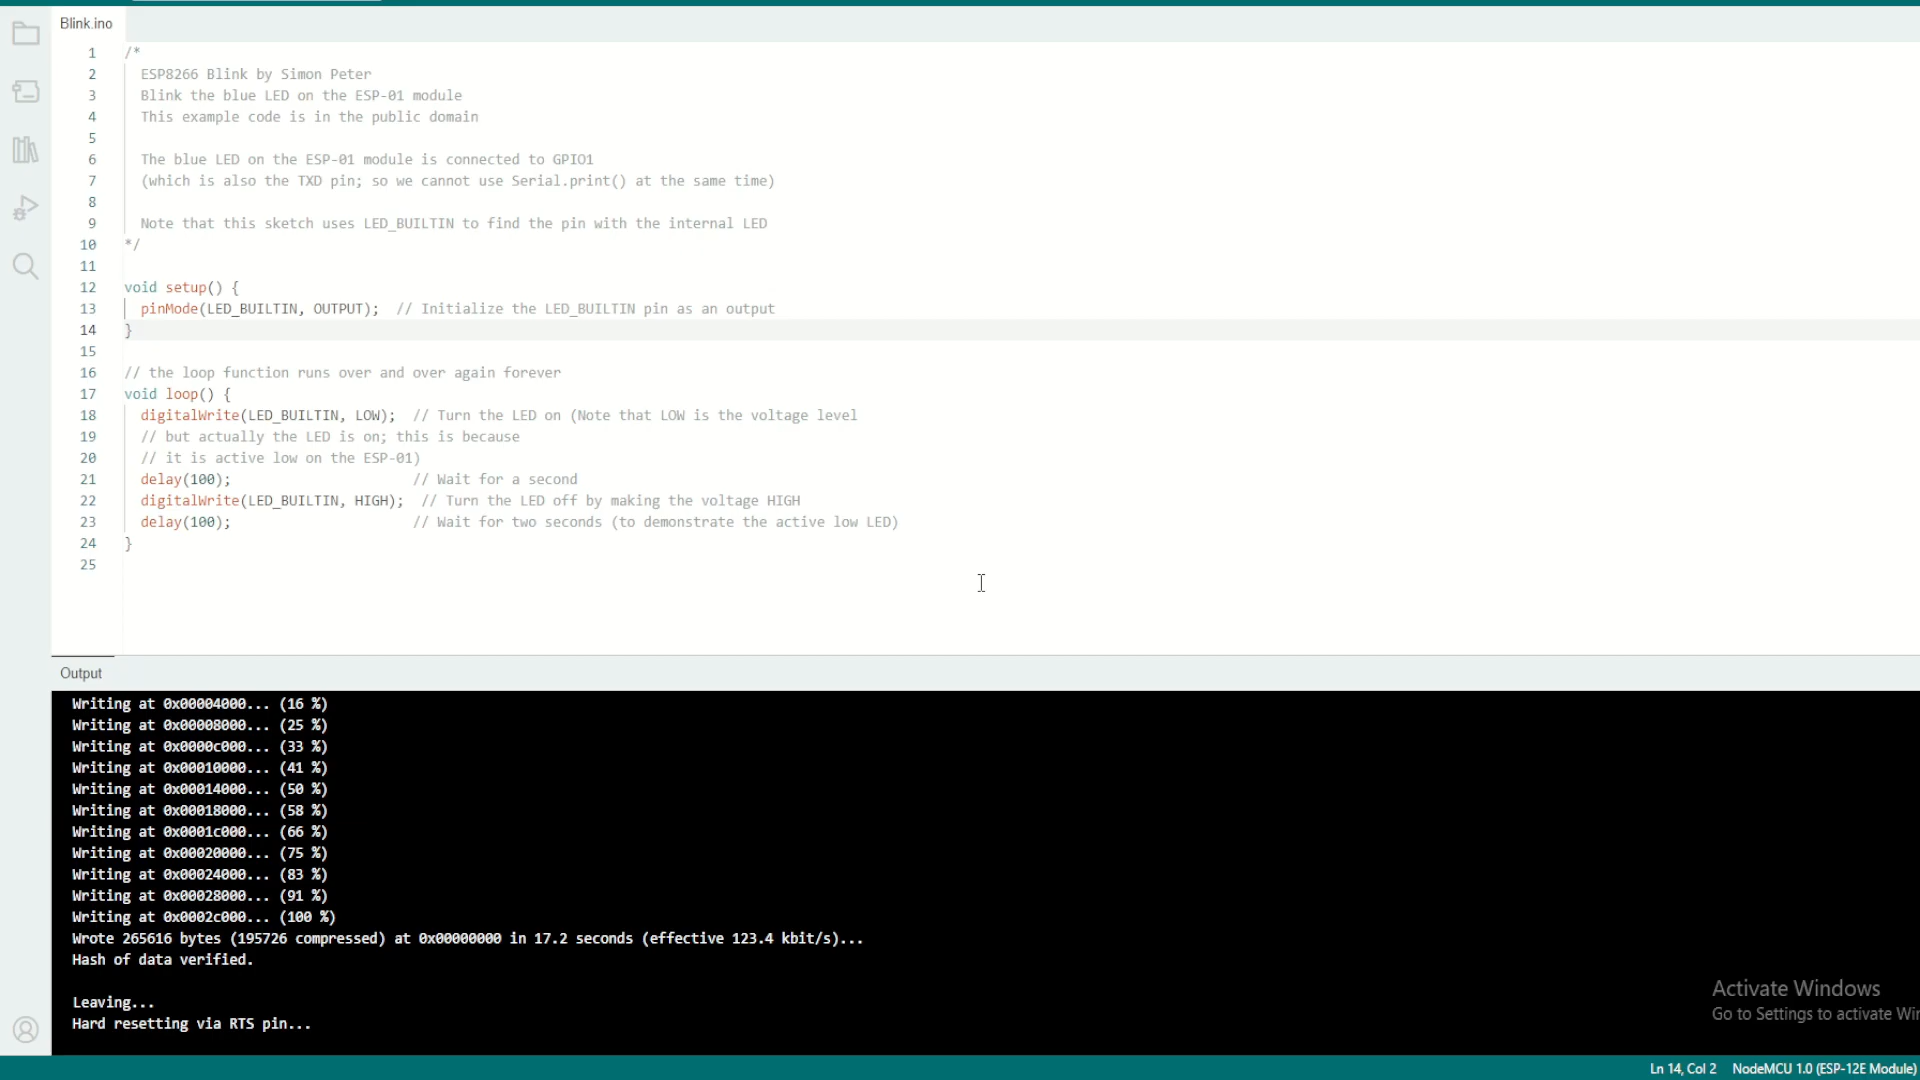 Blink.ino
1 /*
2 ESP8266 Blink by Simon Peter
3 Blink the blue LED on the ESP-01 module
4 This example code is in the public domain
5
6 The blue LED on the ESP-01 module is connected to GPIO1
7 (which is also the TXD pin; so we cannot use Serial.print() at the same time)
8
9 Note that this sketch uses LED_BUILTIN to find the pin with the internal LED
10 */
11
12 void setup() {
13 pinMode(LED_BUILTIN, OUTPUT); // Initialize the LED_BUILTIN pin as an output
14 }
15
16 // the loop function runs over and over again forever
17 void loop() {
18 digitalWrite(LED_BUILTIN, LOW); // Turn the LED on (Note that LOW is the voltage level
19 // but actually the LED is on; this is because
20 // it is active low on the ESP-01)
21 delay(100); // Wait for a second
22 digitalWrite(LED_BUILTIN, HIGH); // Turn the LED off by making the voltage HIGH
23 delay(100); // Wait for two seconds (to demonstrate the active low LED)
24 }
25
Output
Writing at 0x00004000... (16 %)
Writing at 0x00008000... (25 %)
Writing at 0x0000c000... (33 %)
Writing at 0x00010000... (41 %)
Writing at 0x00014000... (50 %)
Writing at 0x00018000... (58 %)
Writing at 0x0001c000... (66 %)
Writing at 0x00020000... (75 %)
Writing at 0x00024000... (83 %)
Writing at 0x00028000... (91 %)
Writing at 0x0002c000... (100 %)
Wrote 265616 bytes (195726 compressed) at 0x00000000 in 17.2 seconds (effective 123.4 kbit/s)...
Hash of data verified.
Leaving...
Hard resetting via RTS pin...
Activate Windows
Go to Settings to activate Win
Ln 14, Col 2 NodeMCU 1.0 (ESP-12E Module)